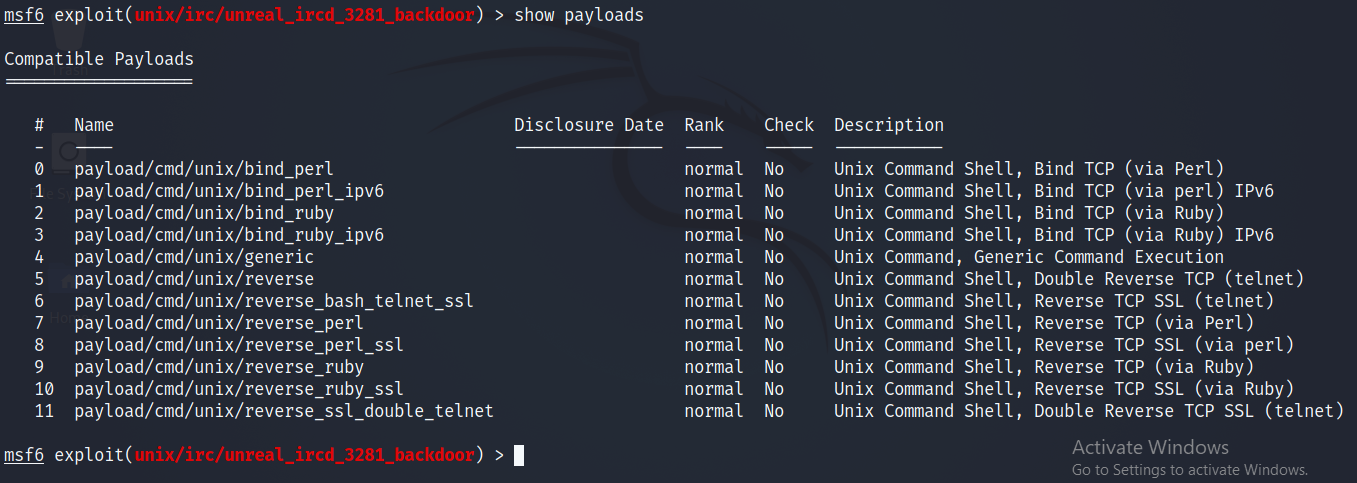 msf6 exploit(unix/irc/unreal_ircd_3281_backdoor) > show payloads
Compatible Payloads
===================
# Name Disclosure Date Rank Check Description
- ---- --------------- ---- ----- -----------
0 payload/cmd/unix/bind_perl normal No Unix Command Shell, Bind TCP (via Perl)
1 payload/cmd/unix/bind_perl_ipv6 normal No Unix Command Shell, Bind TCP (via perl) IPv6
2 payload/cmd/unix/bind_ruby normal No Unix Command Shell, Bind TCP (via Ruby)
3 payload/cmd/unix/bind_ruby_ipv6 normal No Unix Command Shell, Bind TCP (via Ruby) IPv6
4 payload/cmd/unix/generic normal No Unix Command, Generic Command Execution
5 payload/cmd/unix/reverse normal No Unix Command Shell, Double Reverse TCP (telnet)
6 payload/cmd/unix/reverse_bash_telnet_ssl normal No Unix Command Shell, Reverse TCP SSL (telnet)
7 payload/cmd/unix/reverse_perl normal No Unix Command Shell, Reverse TCP (via Perl)
8 payload/cmd/unix/reverse_perl_ssl normal No Unix Command Shell, Reverse TCP SSL (via perl)
9 payload/cmd/unix/reverse_ruby normal No Unix Command Shell, Reverse TCP (via Ruby)
10 payload/cmd/unix/reverse_ruby_ssl normal No Unix Command Shell, Reverse TCP SSL (via Ruby)
11 payload/cmd/unix/reverse_ssl_double_telnet normal No Unix Command Shell, Double Reverse TCP SSL (telnet)
msf6 exploit(unix/irc/unreal_ircd_3281_backdoor) >
Activate Windows
Go to Settings to activate Windows.